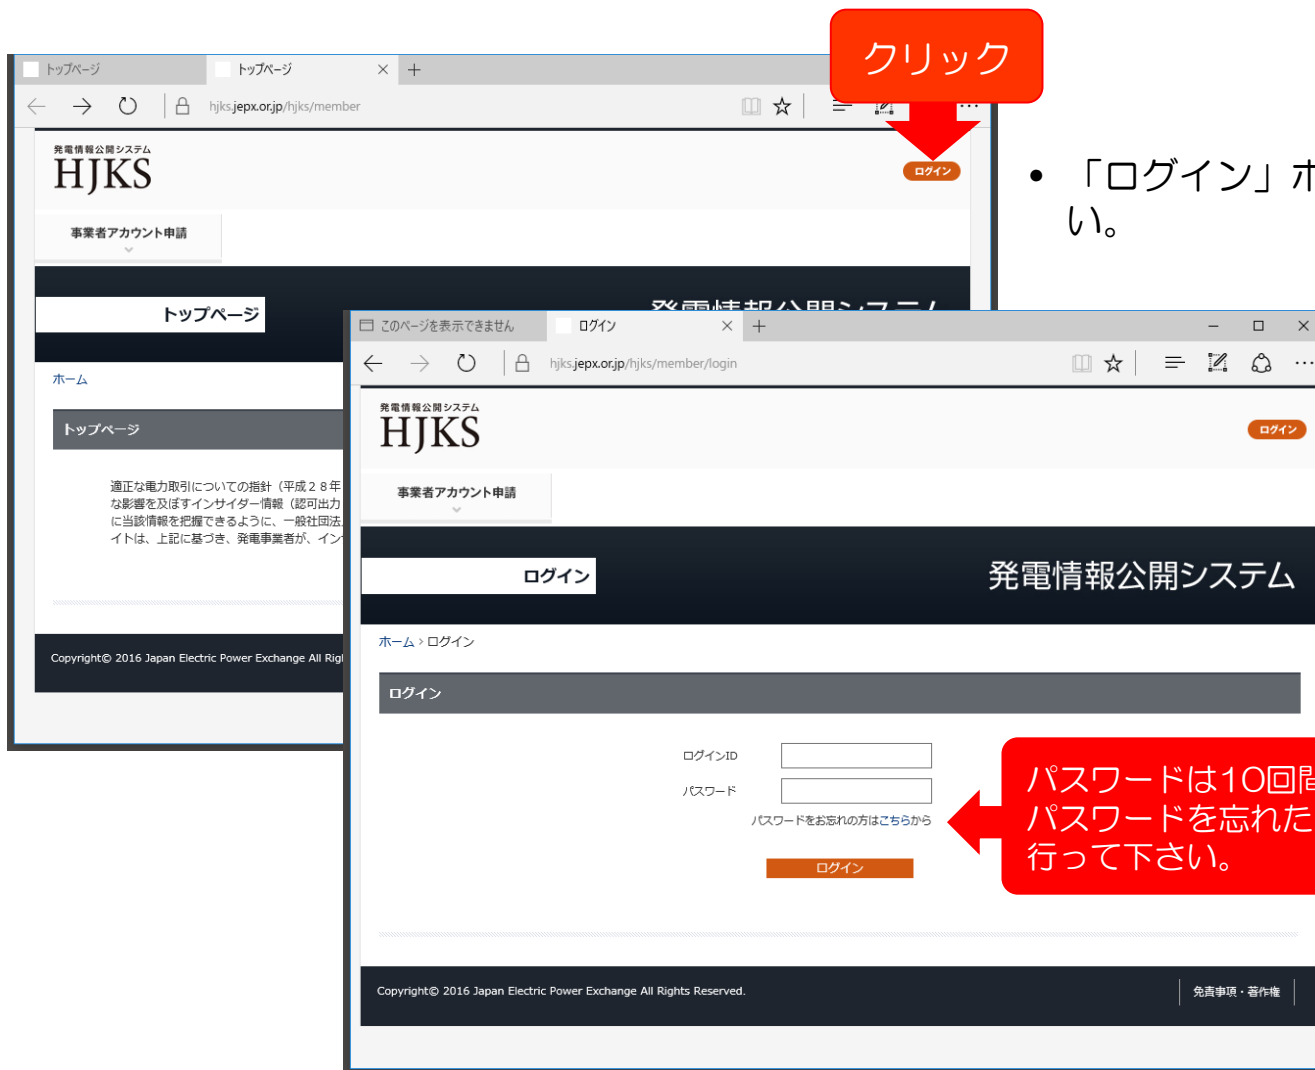 クリック
トップページ
トップページ
hjks.jepx.or.jp/hjks/member
発電情報公開システム
HJKS
ログイン
事業者アカウント申請
• 「ログイン」ボ
い。
トップページ
発電情報公開システム
ホーム
トップページ
適正な電力取引についての指針（平成２８年
な影響を及ぼすインサイダー情報（認可出力
に当該情報を把握できるように、一般社団法
イトは、上記に基づき、発電事業者が、イン
Copyright© 2016 Japan Electric Power Exchange All Rig
このページを表示できません
ログイン
hjks.jepx.or.jp/hjks/member/login
発電情報公開システム
HJKS
ログイン
事業者アカウント申請
ログイン
発電情報公開システム
ホーム › ログイン
ログイン
ログインID
パスワード
パスワードをお忘れの方はこちらから
ログイン
パスワードは10回間
パスワードを忘れた
行って下さい。
Copyright© 2016 Japan Electric Power Exchange All Rights Reserved.
免責事項・著作権